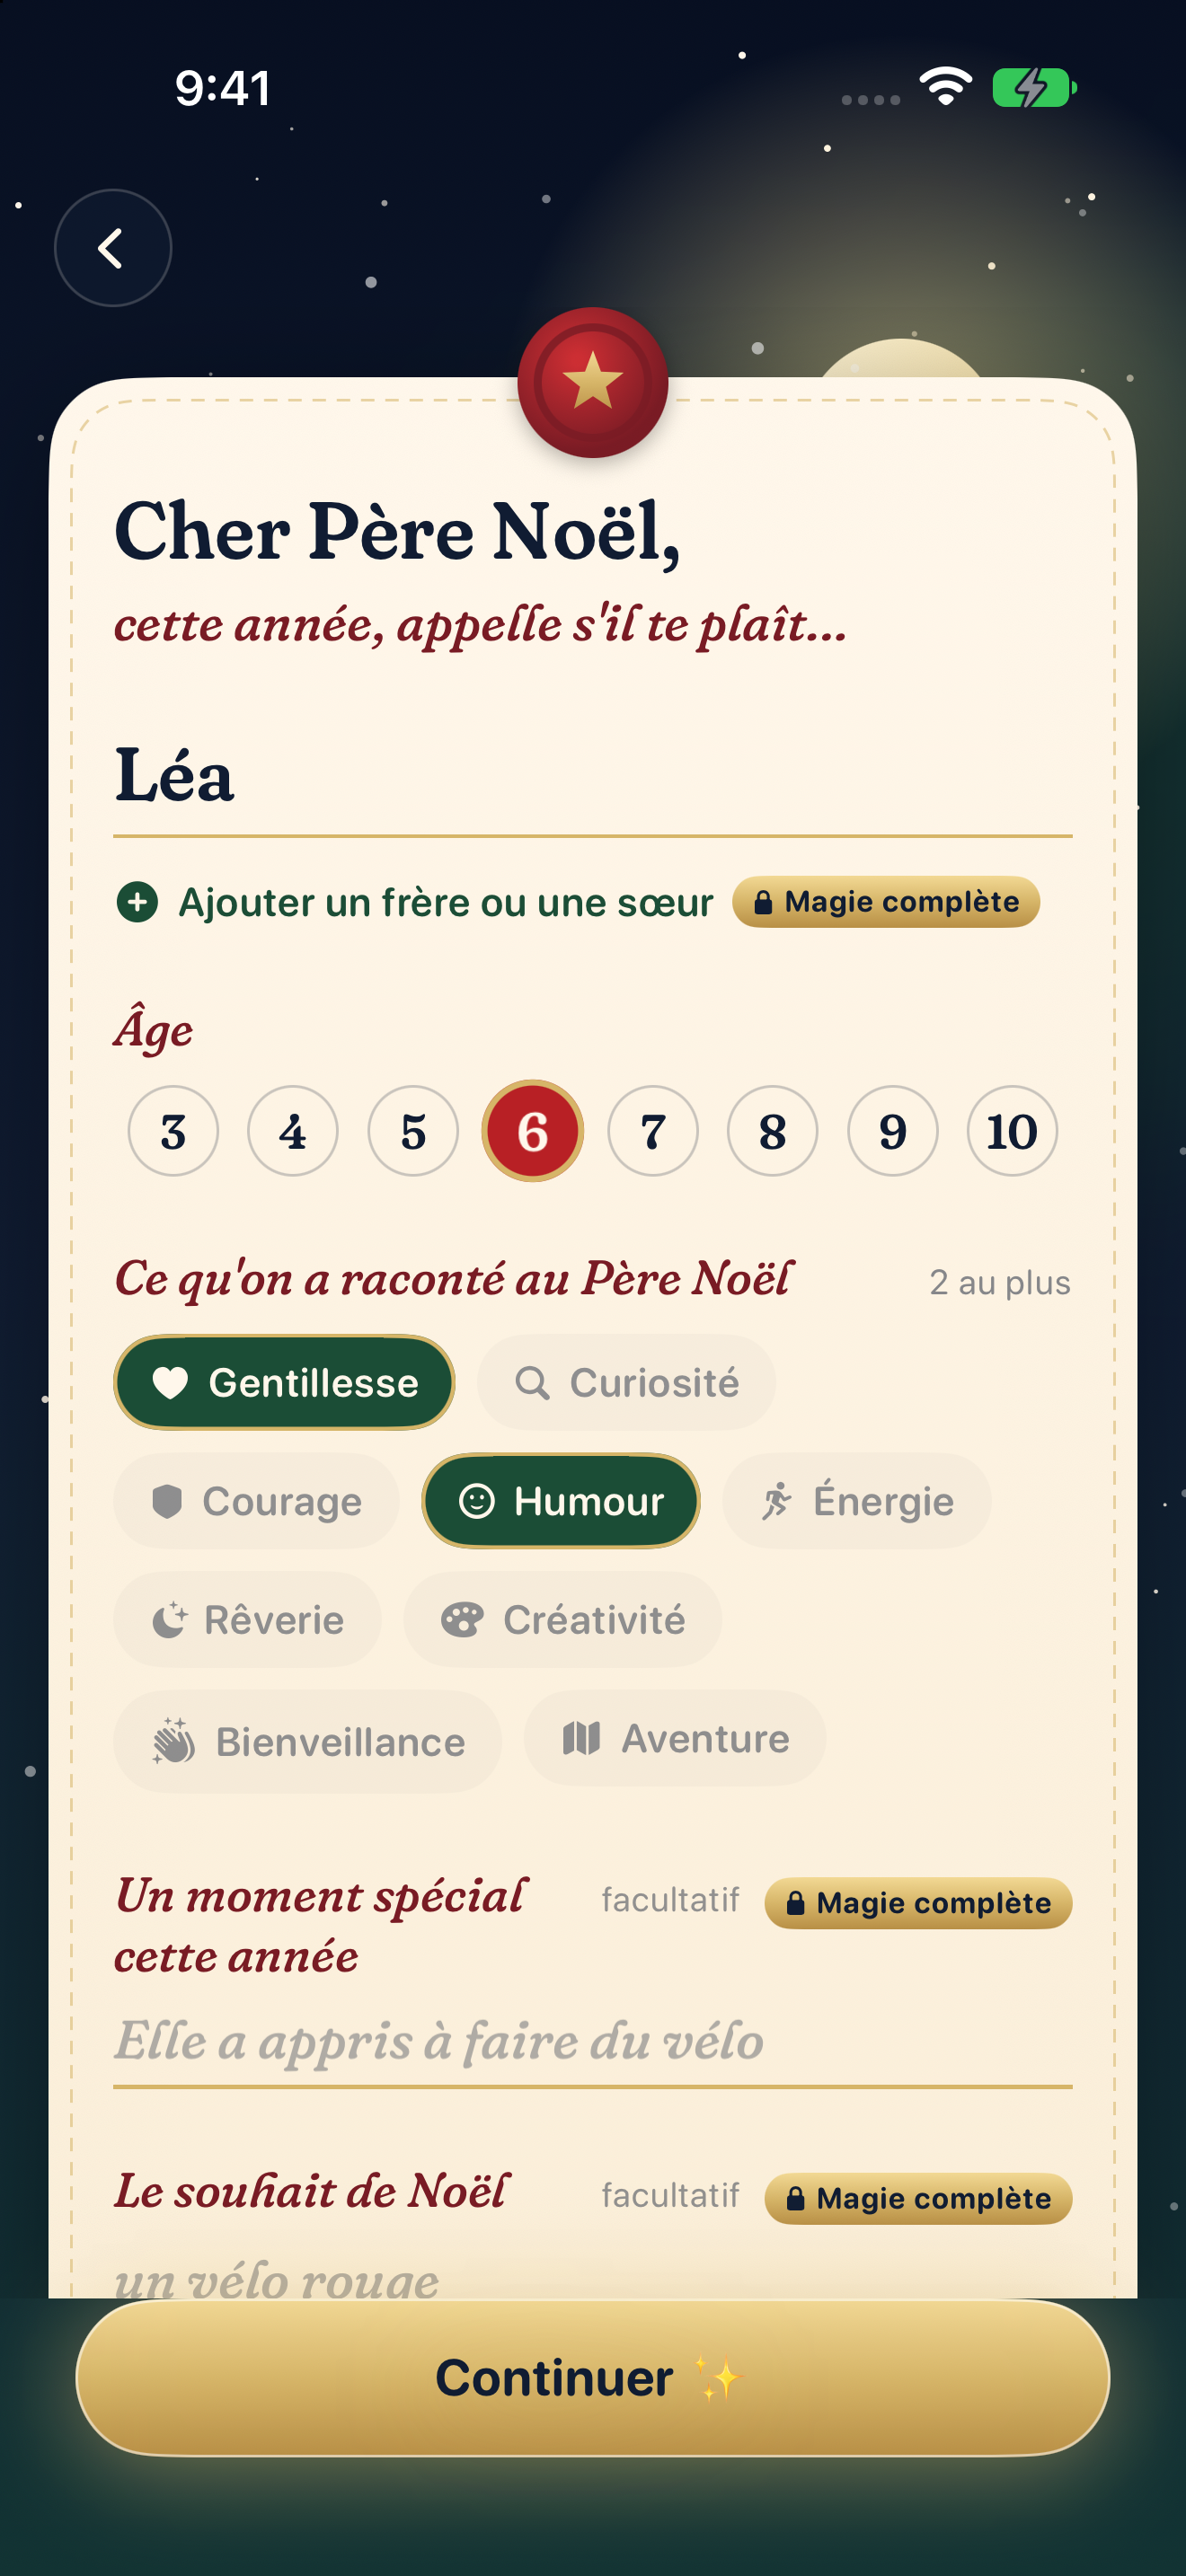 9:41
Cher Père Noël,
cette année, appelle s'il te plaît...
Léa
Ajouter un frère ou une sœur Magie complète
Âge
3 4 5 6 7 8 9 10
Ce qu'on a raconté au Père Noël 2 au plus
Gentillesse Curiosité
Courage Humour Énergie
Rêverie Créativité
Bienveillance Aventure
Un moment spécial facultatif Magie complète
cette année
Elle a appris à faire du vélo
Le souhait de Noël facultatif Magie complète
un vélo rouge
Continuer ✨